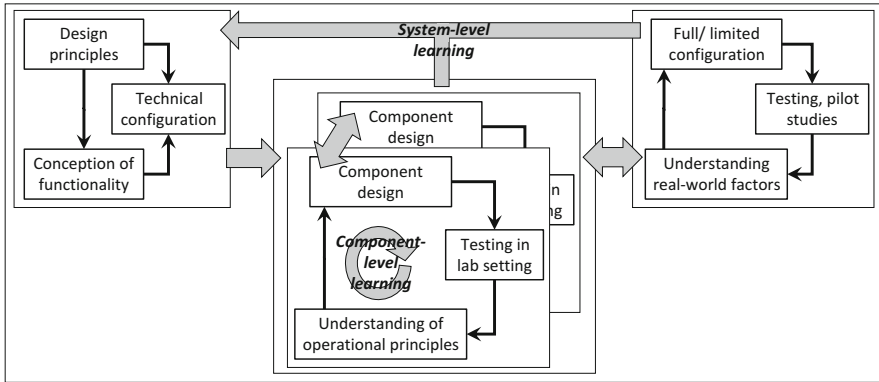 Design
principles
Technical
configuration
Conception of
functionality
System-level
learning
Component
design
Component
design
Testing in
lab setting
Component-
level
learning
Understanding of
operational principles
Full/ limited
configuration
Testing, pilot
studies
Understanding
real-world factors